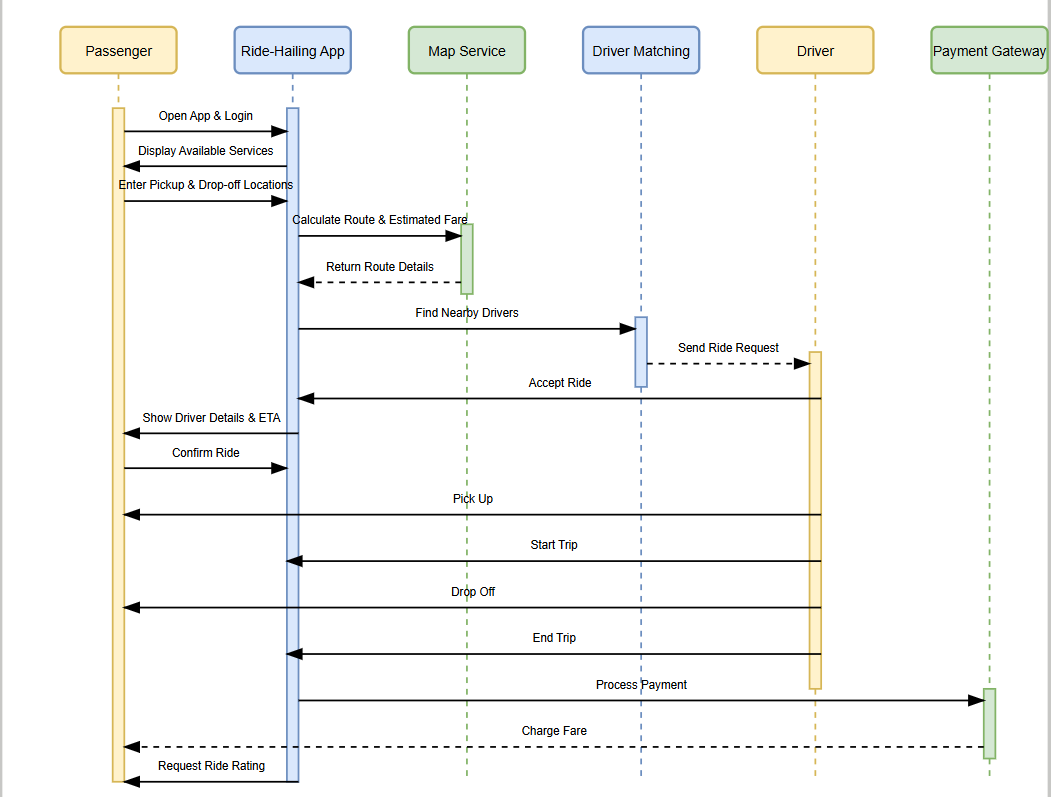 Passenger
Ride-Hailing App
Map Service
Driver Matching
Driver
Payment Gateway
Open App & Login
Display Available Services
Enter Pickup & Drop-off Locations
Calculate Route & Estimated Fare
Return Route Details
Find Nearby Drivers
Send Ride Request
Accept Ride
Show Driver Details & ETA
Confirm Ride
Pick Up
Start Trip
Drop Off
End Trip
Process Payment
Charge Fare
Request Ride Rating